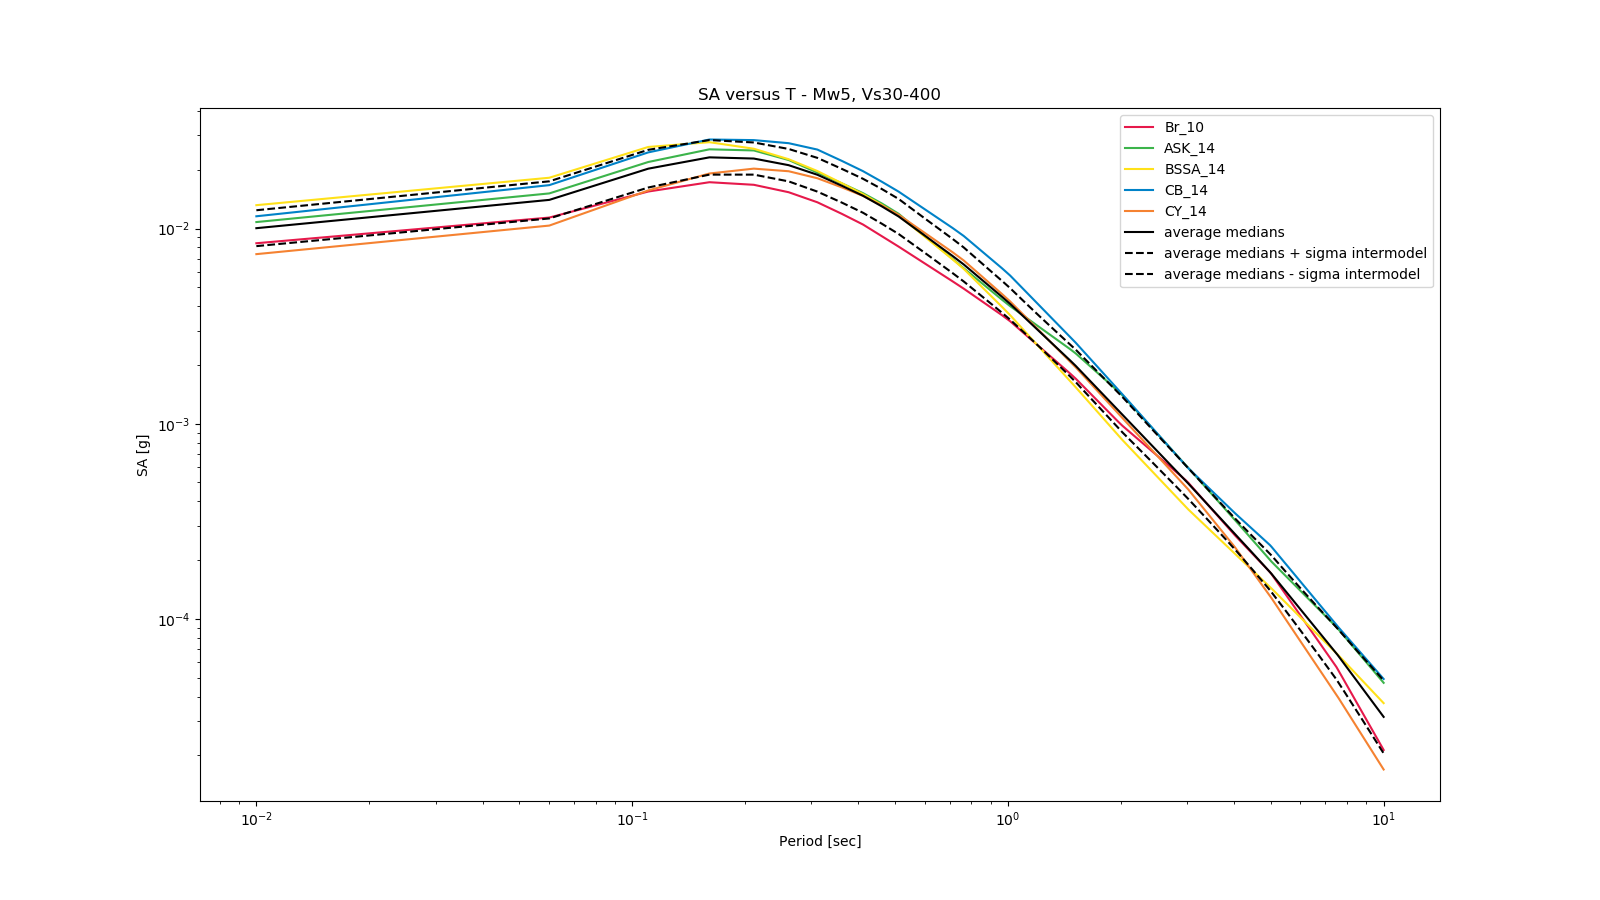 SA versus T - Mw5, Vs30-400
Br_10
ASK_14
BSSA_14
CB_14
CY_14
average medians
average medians + sigma intermodel
average medians - sigma intermodel
SA [g]
10⁻²
10⁻³
10⁻⁴
10⁻²
10⁻¹
10⁰
10¹
Period [sec]